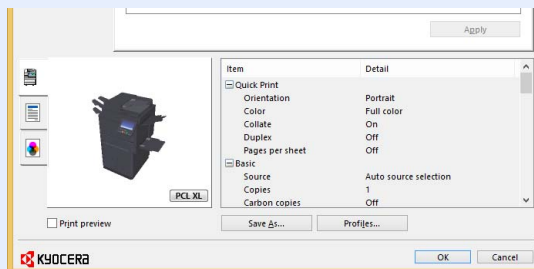 Apply
Item Detail
Quick Print
Orientation Portrait
Color Full color
Collate On
Duplex Off
Pages per sheet Off
Basic
Source Auto source selection
Copies 1
Carbon copies Off
PCL XL
Print preview Save As... Profiles...
KYOCERA OK Cancel